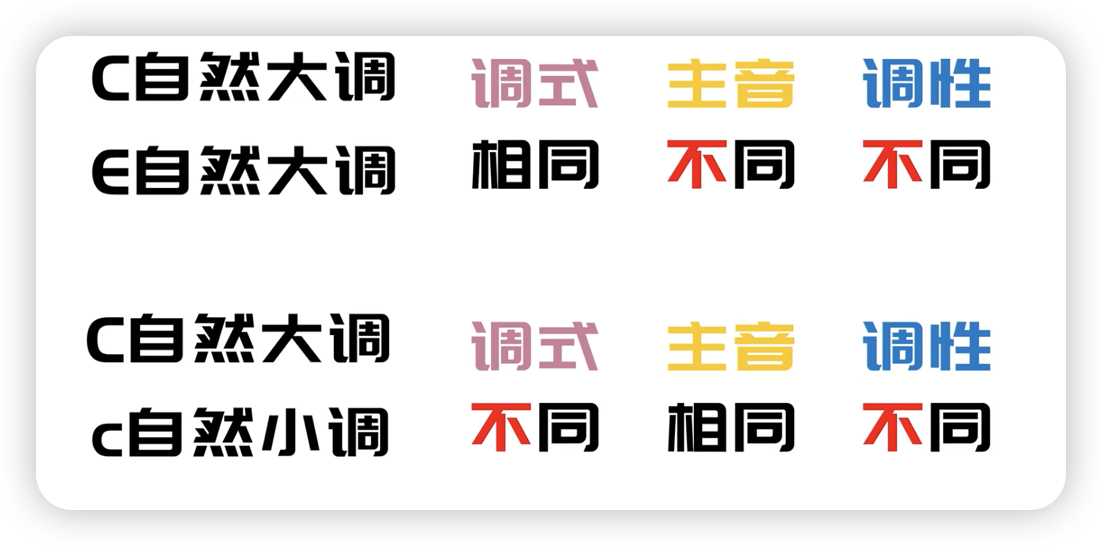 C自然大调 调式 主音 调性
E自然大调 相同 不同 不同
C自然大调 调式 主音 调性
c自然小调 不同 相同 不同